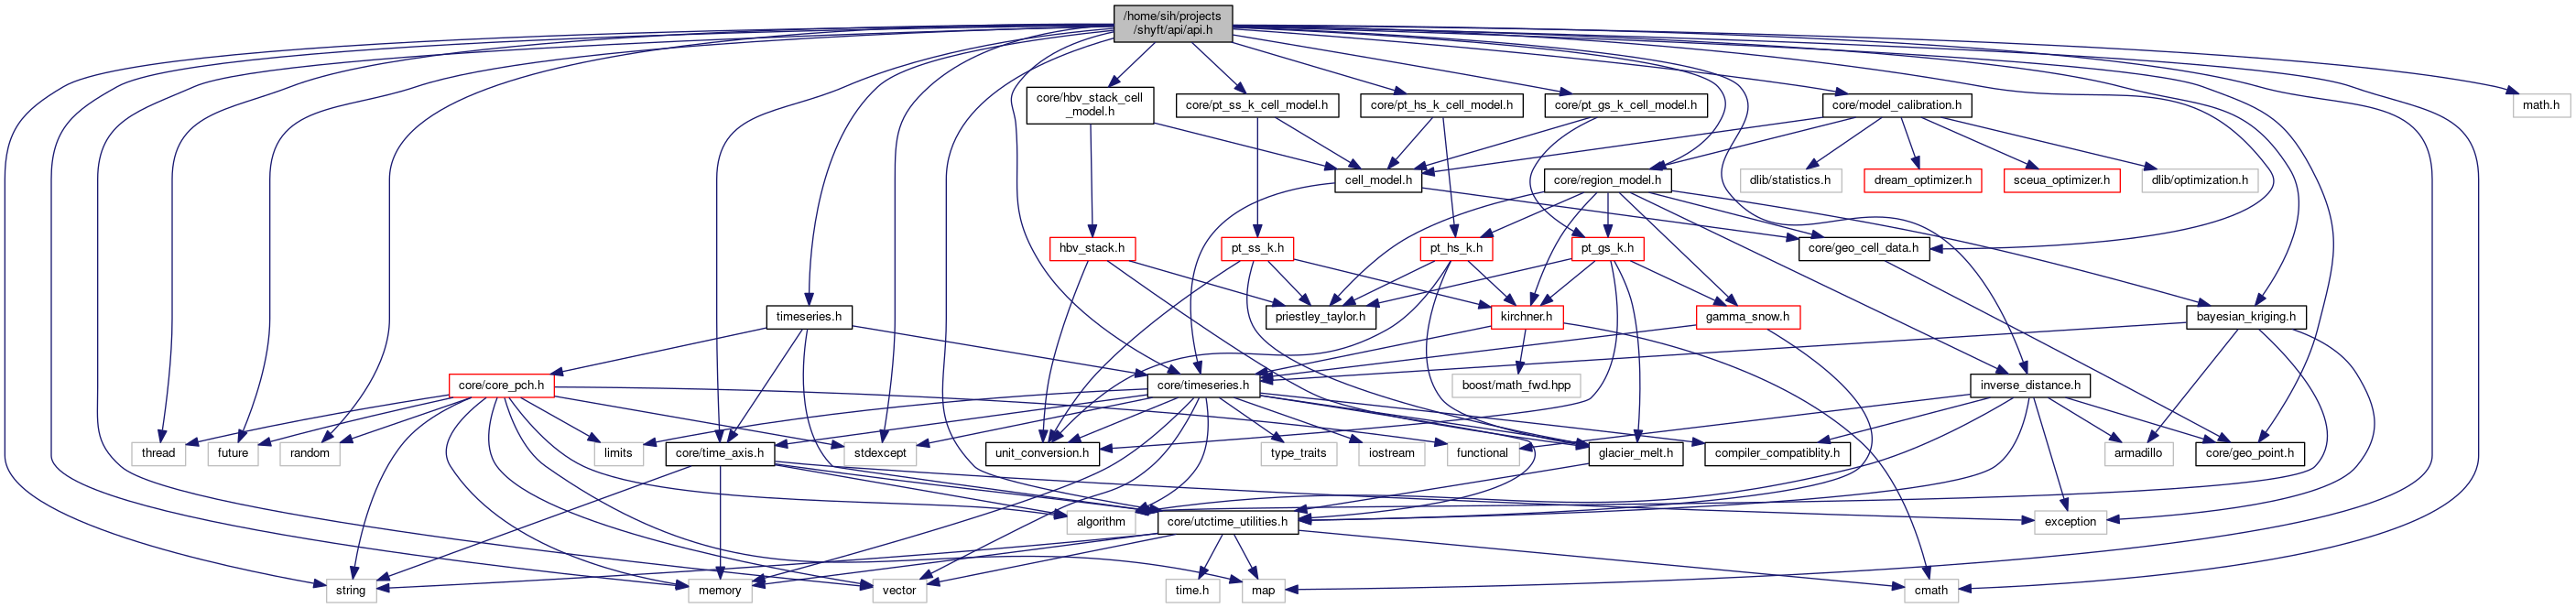 /home/sih/projects
/shyft/api/api.h
core/hbv_stack_cell
_model.h
core/pt_ss_k_cell_model.h
core/pt_hs_k_cell_model.h
core/pt_gs_k_cell_model.h
core/model_calibration.h
math.h
cell_model.h
core/region_model.h
dlib/statistics.h
dream_optimizer.h
sceua_optimizer.h
dlib/optimization.h
hbv_stack.h
pt_ss_k.h
pt_hs_k.h
pt_gs_k.h
core/geo_cell_data.h
timeseries.h
priestley_taylor.h
kirchner.h
gamma_snow.h
bayesian_kriging.h
core/core_pch.h
core/timeseries.h
boost/math_fwd.hpp
inverse_distance.h
thread
future
random
limits
core/time_axis.h
stdexcept
unit_conversion.h
type_traits
iostream
functional
glacier_melt.h
compiler_compatiblity.h
armadillo
core/geo_point.h
algorithm
core/utctime_utilities.h
exception
string
memory
vector
time.h
map
cmath